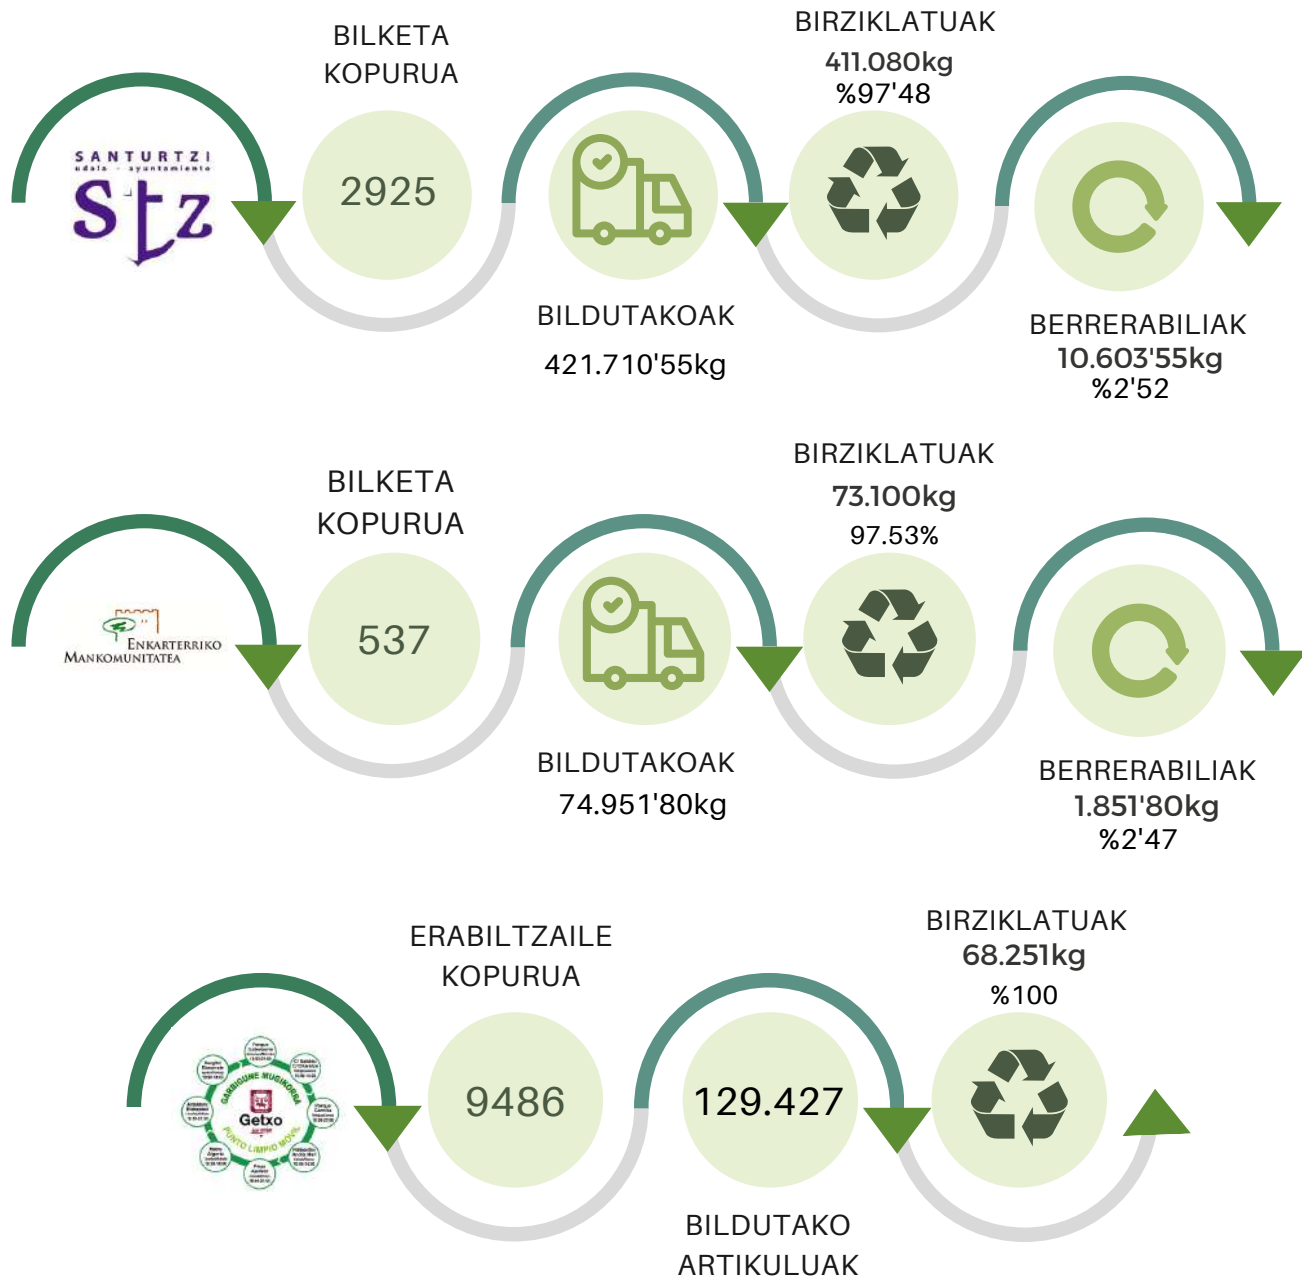 BILKETA
KOPURUA
BIRZIKLATUAK
411.080kg
%97'48
SANTURTZI
udala - ayuntamiento
Stz
2925
BILDUTAKOAK
421.710'55kg
BERRERABILIAK
10.603'55kg
%2'52
BILKETA
KOPURUA
BIRZIKLATUAK
73.100kg
97.53%
ENKARTERRIKO
MANKOMUNITATEA
537
BILDUTAKOAK
74.951'80kg
BERRERABILIAK
1.851'80kg
%2'47
ERABILTZAILE
KOPURUA
BIRZIKLATUAK
68.251kg
%100
GARBIGUNE MUGIKORRA
Getxo
PUNTO LIMPIO MÓVIL
9486
129.427
BILDUTAKO
ARTIKULUAK